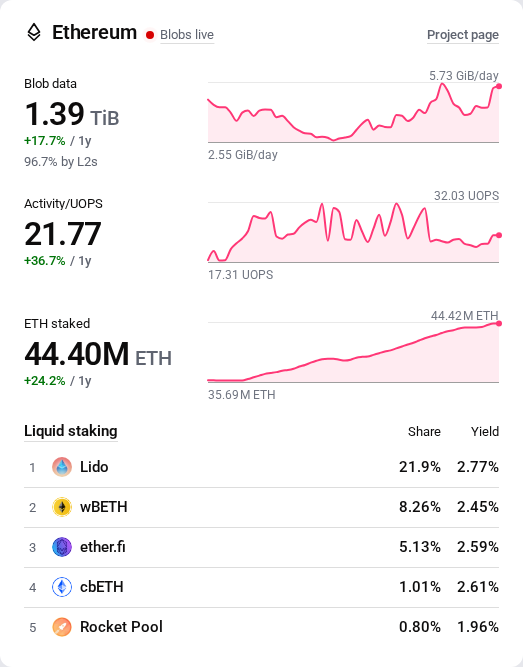 Ethereum Blobs live Project page
Blob data
5.73 GiB/day
1.39 TiB
+17.7% / 1y
2.55 GiB/day
96.7% by L2s
Activity/UOPS
32.03 UOPS
21.77
+36.7% / 1y
17.31 UOPS
ETH staked
44.42M ETH
44.40M ETH
+24.2% / 1y
35.69M ETH
Liquid staking Share Yield
1 Lido 21.9% 2.77%
2 wBETH 8.26% 2.45%
3 ether.fi 5.13% 2.59%
4 cbETH 1.01% 2.61%
5 Rocket Pool 0.80% 1.96%